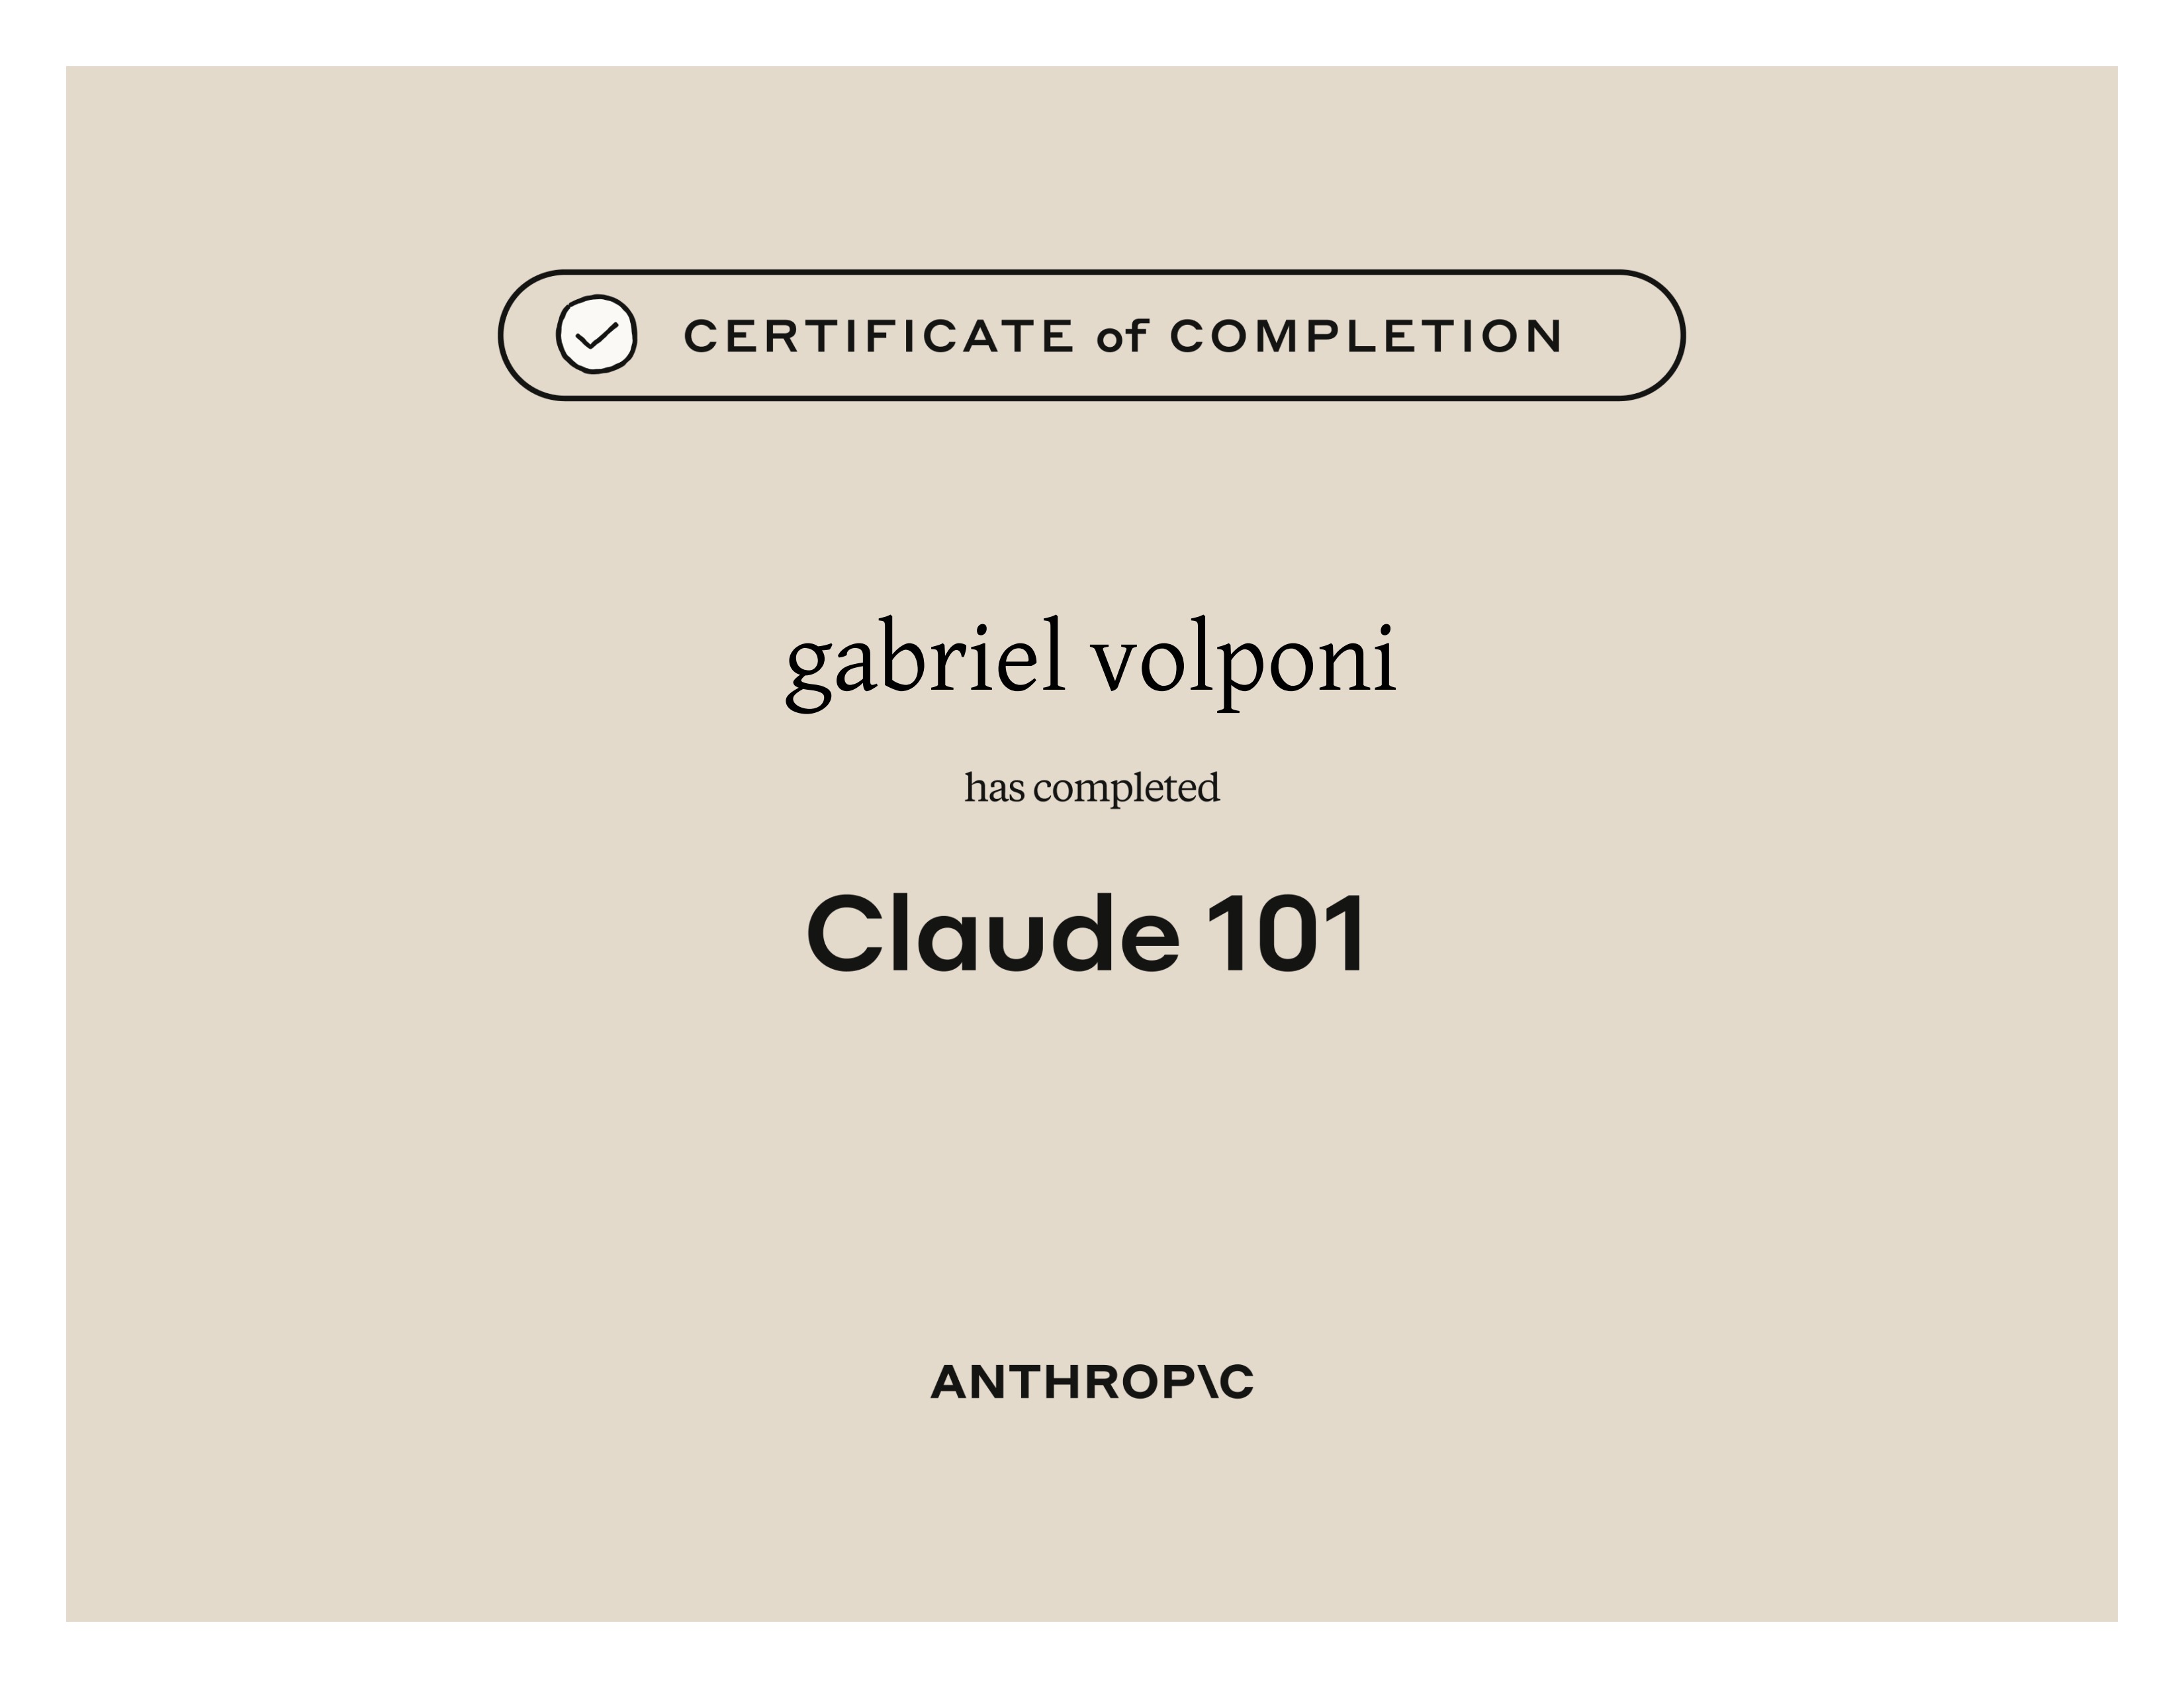 CERTIFICATE of COMPLETION
gabriel volponi
has completed
Claude 101
ANTHROP\C